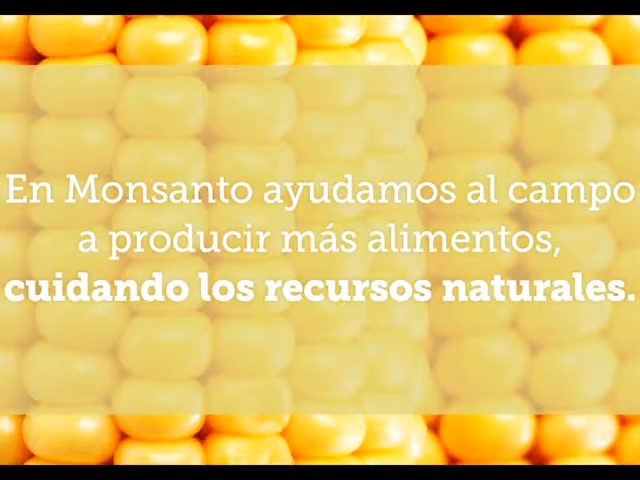 En Monsanto ayudamos al campo
a producir más alimentos,
cuidando los recursos naturales.